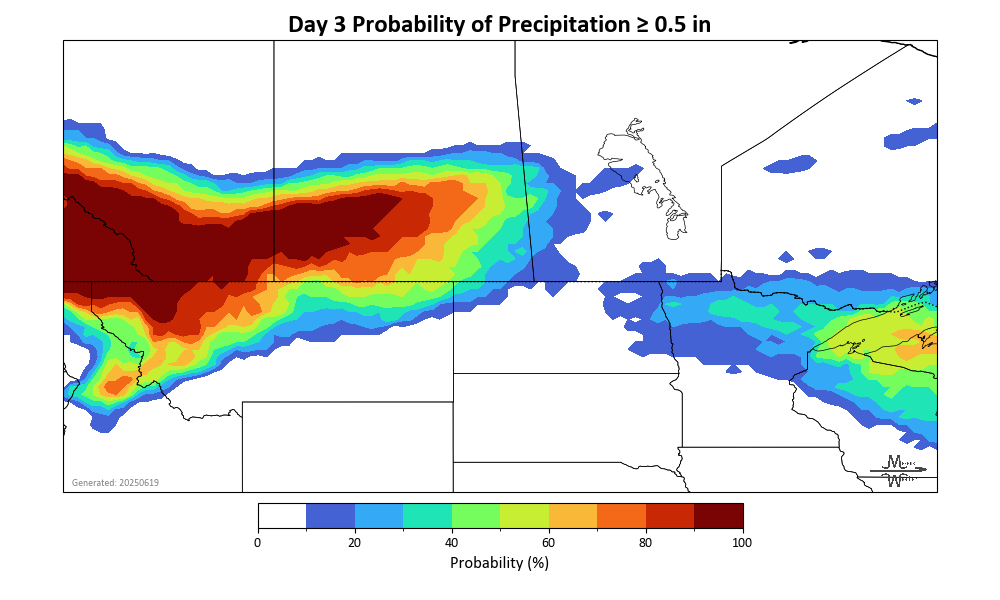 Day 3 Probability of Precipitation ≥ 0.5 in
Generated: 20250619
0 20 40 60 80 100
Probability (%)